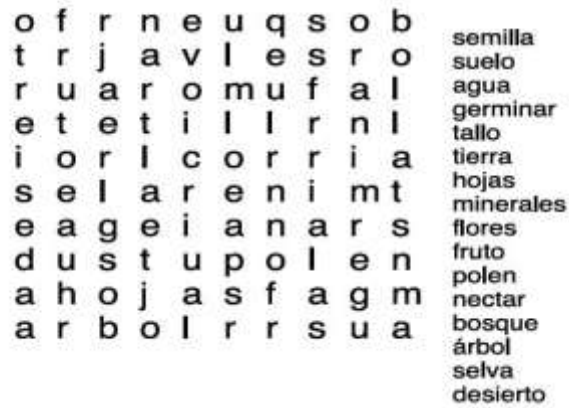 o f r n e u q s o b
t r j a v l e s r o
r u a r o m u f a l
e t e t i l l r n l
i o r l c o r r i a
s e l a r e n i m t
e a g e i a n a r s
d u s t u p o l e n
a h o j a s f a g m
a r b o l r r s u a
semilla
suelo
agua
germinar
tallo
tierra
hojas
minerales
flores
fruto
polen
nectar
bosque
árbol
selva
desierto